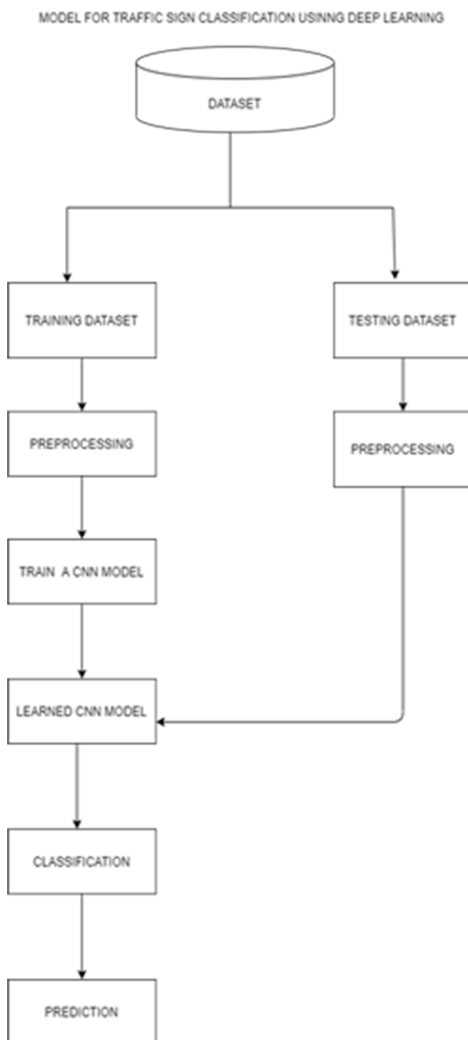 MODEL FOR TRAFFIC SIGN CLASSIFICATION USINNG DEEP LEARNING
DATASET
TRAINING DATASET
TESTING DATASET
PREPROCESSING
PREPROCESSING
TRAIN A CNN MODEL
LEARNED CNN MODEL
CLASSIFICATION
PREDICTION